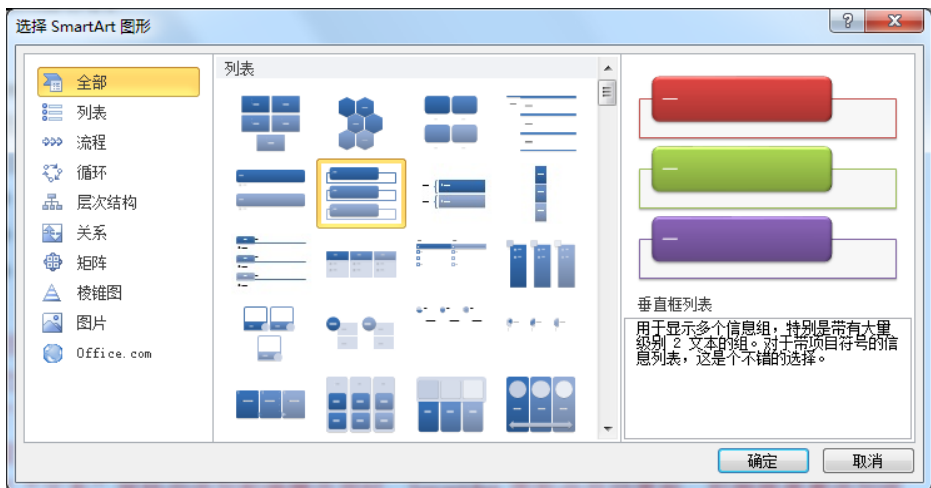 选择 SmartArt 图形
全部
列表
流程
循环
层次结构
关系
矩阵
棱锥图
图片
Office.com
列表
垂直框列表
用于显示多个信息组，特别是带有大量
级别 2 文本的组。对于带项目符号的信
息列表，这是个不错的选择。
确定
取消